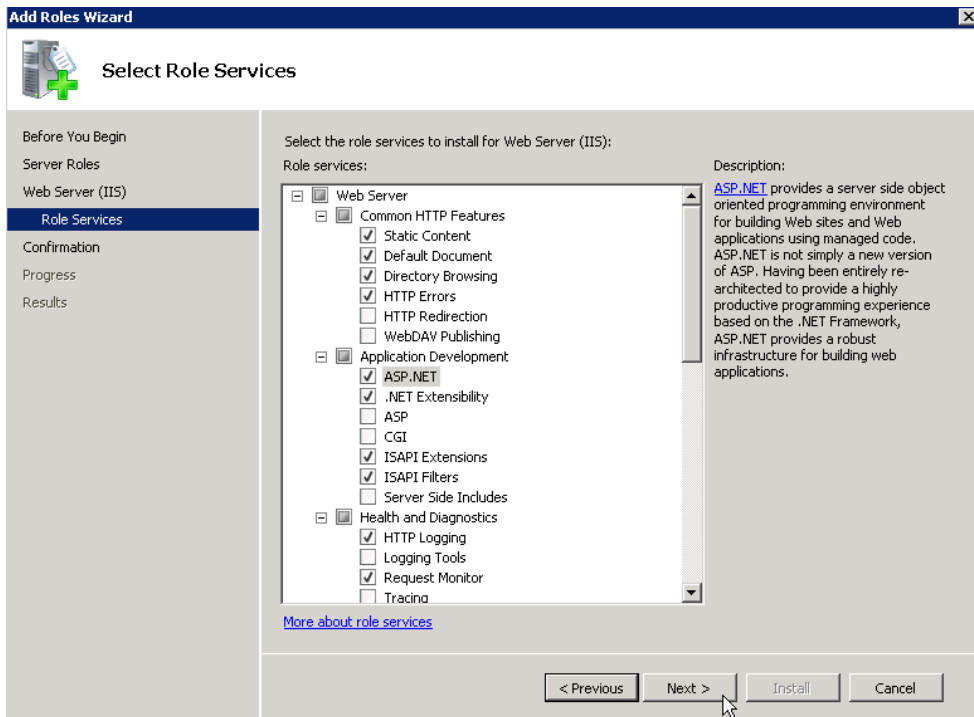 Add Roles Wizard
Select Role Services
Before You Begin
Server Roles
Web Server (IIS)
Role Services
Confirmation
Progress
Results
Select the role services to install for Web Server (IIS):
Role services:
Web Server
Common HTTP Features
Static Content
Default Document
Directory Browsing
HTTP Errors
HTTP Redirection
WebDAV Publishing
Application Development
ASP.NET
.NET Extensibility
ASP
CGI
ISAPI Extensions
ISAPI Filters
Server Side Includes
Health and Diagnostics
HTTP Logging
Logging Tools
Request Monitor
Tracing
More about role services
Description:
ASP.NET provides a server side object
oriented programming environment
for building Web sites and Web
applications using managed code.
ASP.NET is not simply a new version
of ASP. Having been entirely re-
architected to provide a highly
productive programming experience
based on the .NET Framework,
ASP.NET provides a robust
infrastructure for building web
applications.
< Previous
Next >
Install
Cancel